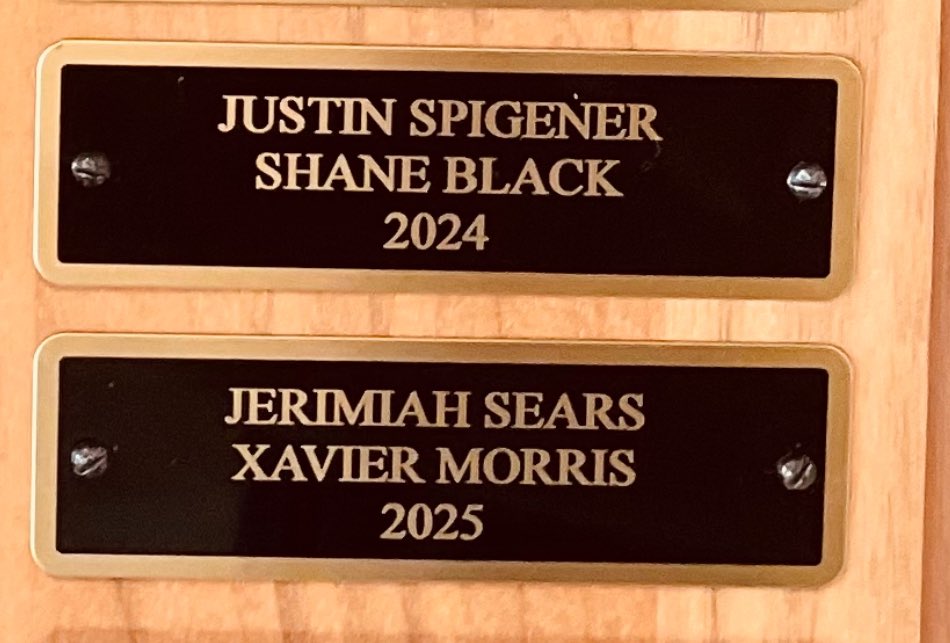 JUSTIN SPIGENER
SHANE BLACK
2024
JERIMIAH SEARS
XAVIER MORRIS
2025